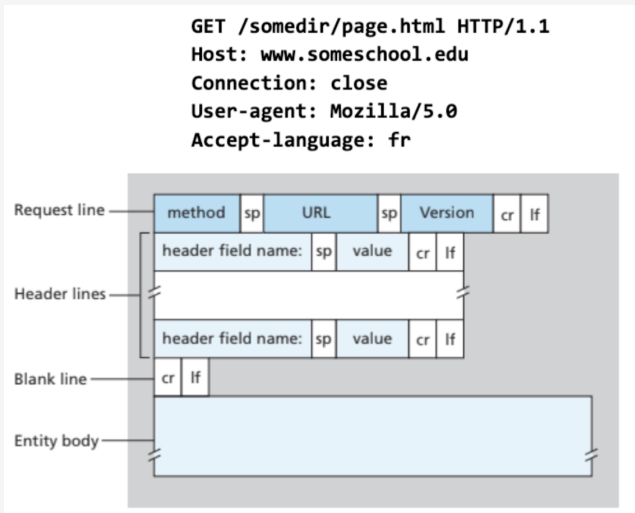 GET /somedir/page.html HTTP/1.1
Host: www.someschool.edu
Connection: close
User-agent: Mozilla/5.0
Accept-language: fr
Request line method sp URL sp Version cr lf
header field name: sp value cr lf
Header lines
header field name: sp value cr lf
Blank line cr lf
Entity body